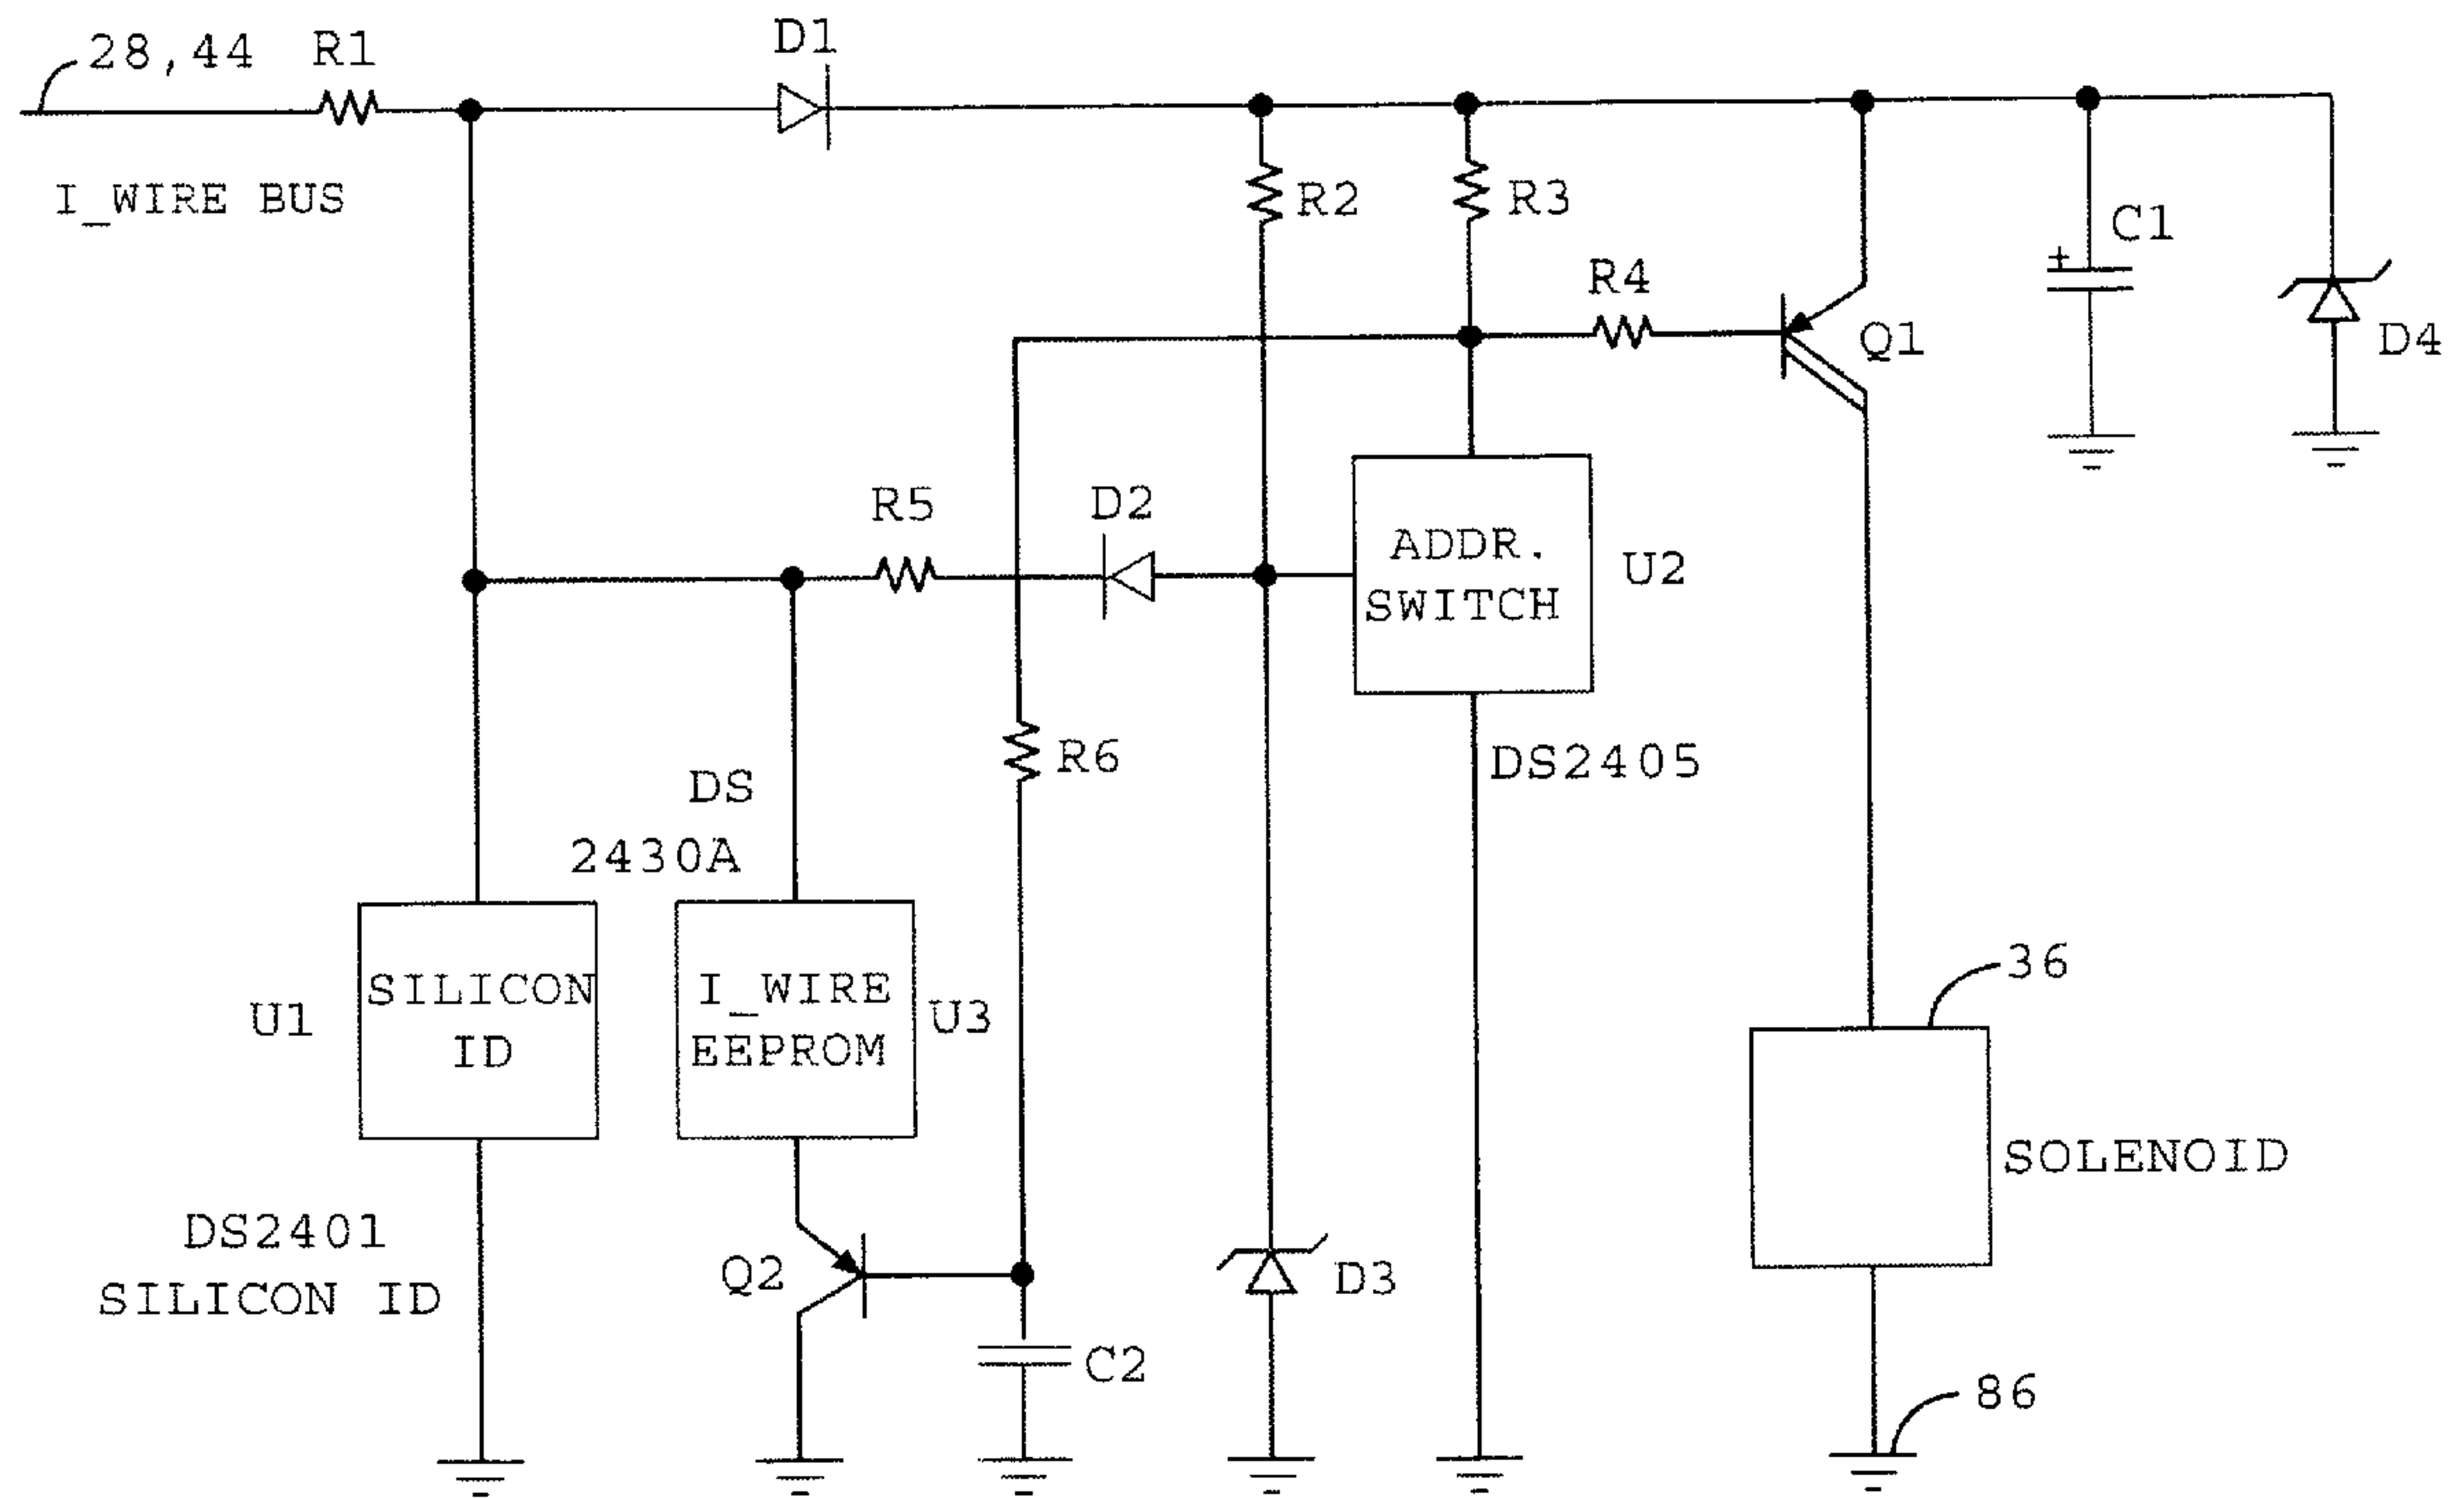 28,44
R1
D1
I_WIRE BUS
R2
R3
C1
R4
Q1
D4
R5
D2
ADDR.
SWITCH
U2
R6
DS2405
DS
2430A
SILICON
ID
U1
I_WIRE
EEPROM
U3
36
SOLENOID
DS2401
SILICON ID
Q2
D3
C2
86